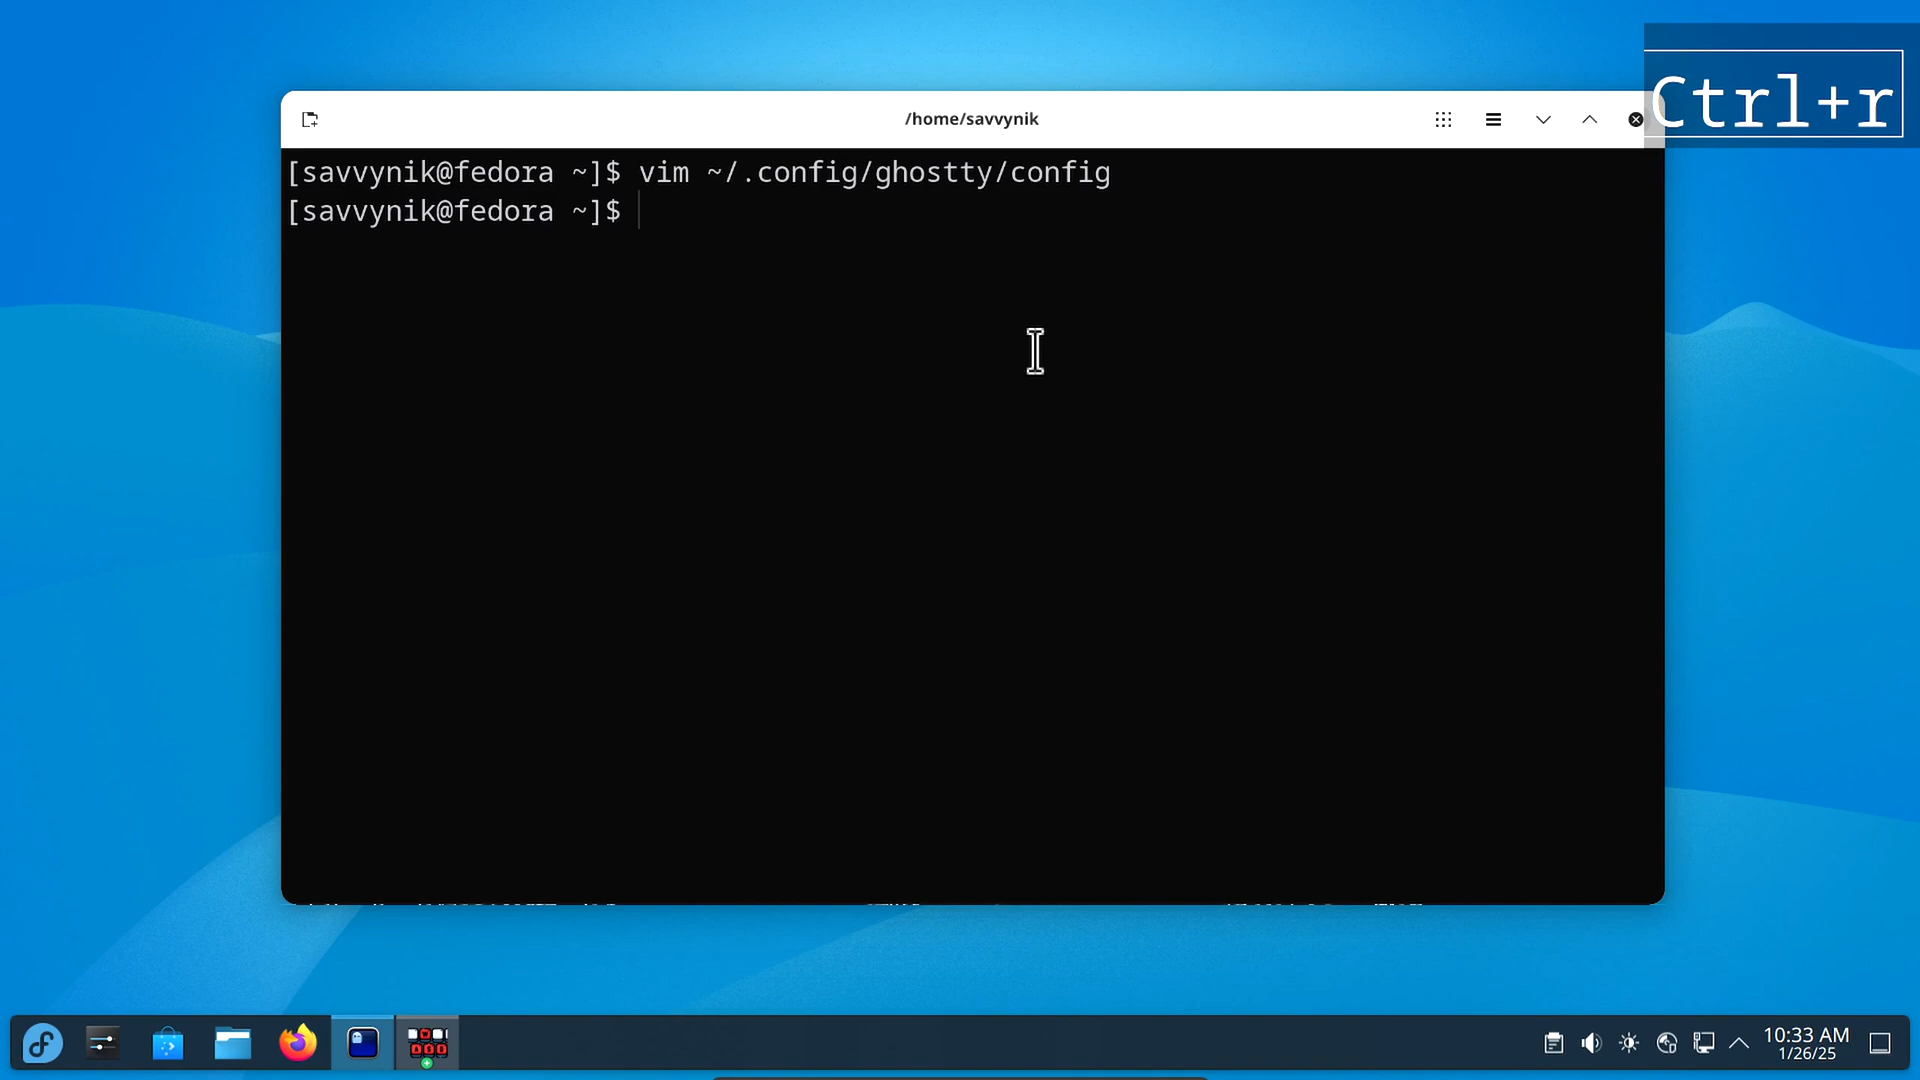 Ctrl+r
/home/savvynik
[savvynik@fedora ~]$ vim ~/.config/ghostty/config
[savvynik@fedora ~]$
10:33 AM
1/26/25